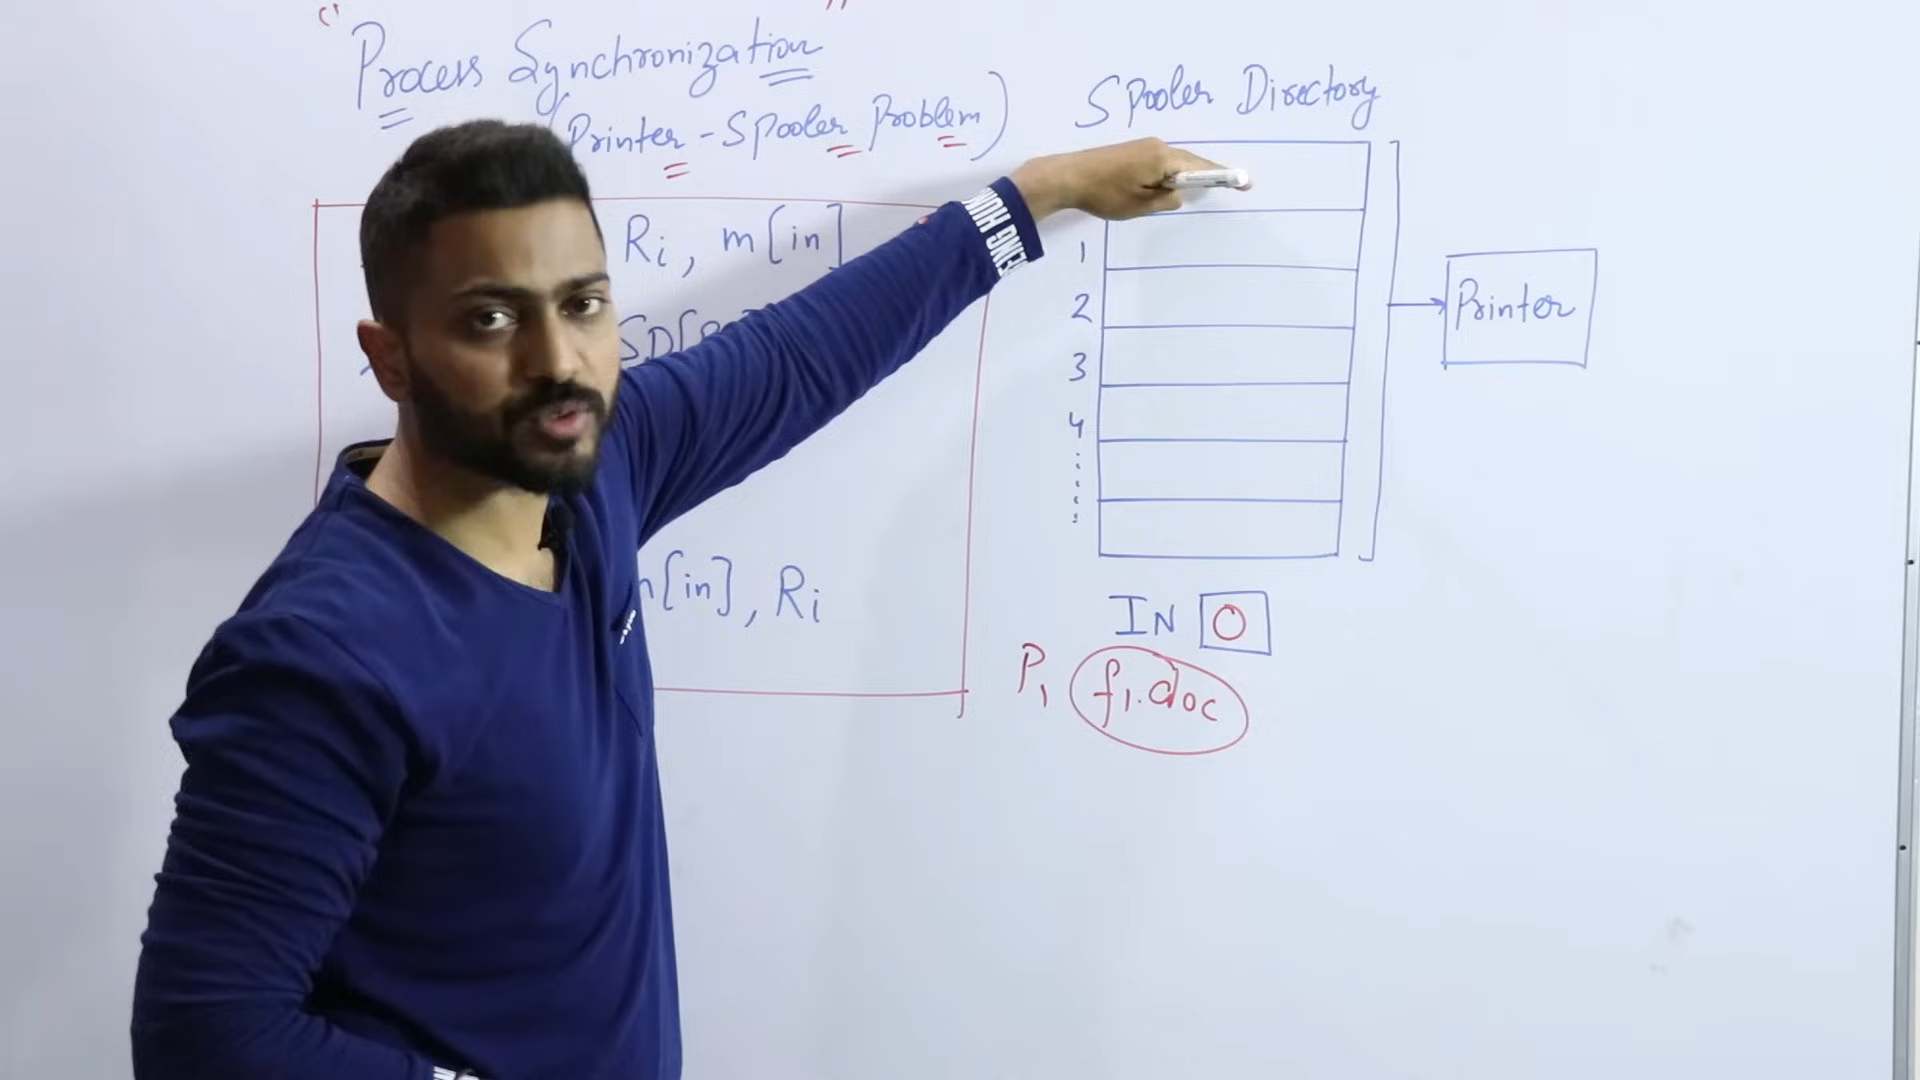 "Process Synchronization"
(Printer-Spooler Problem)
Ri, m[in]
[in], Ri
Spooler Directory
1
2
3
4
Printer
IN 0
P1 f1.doc